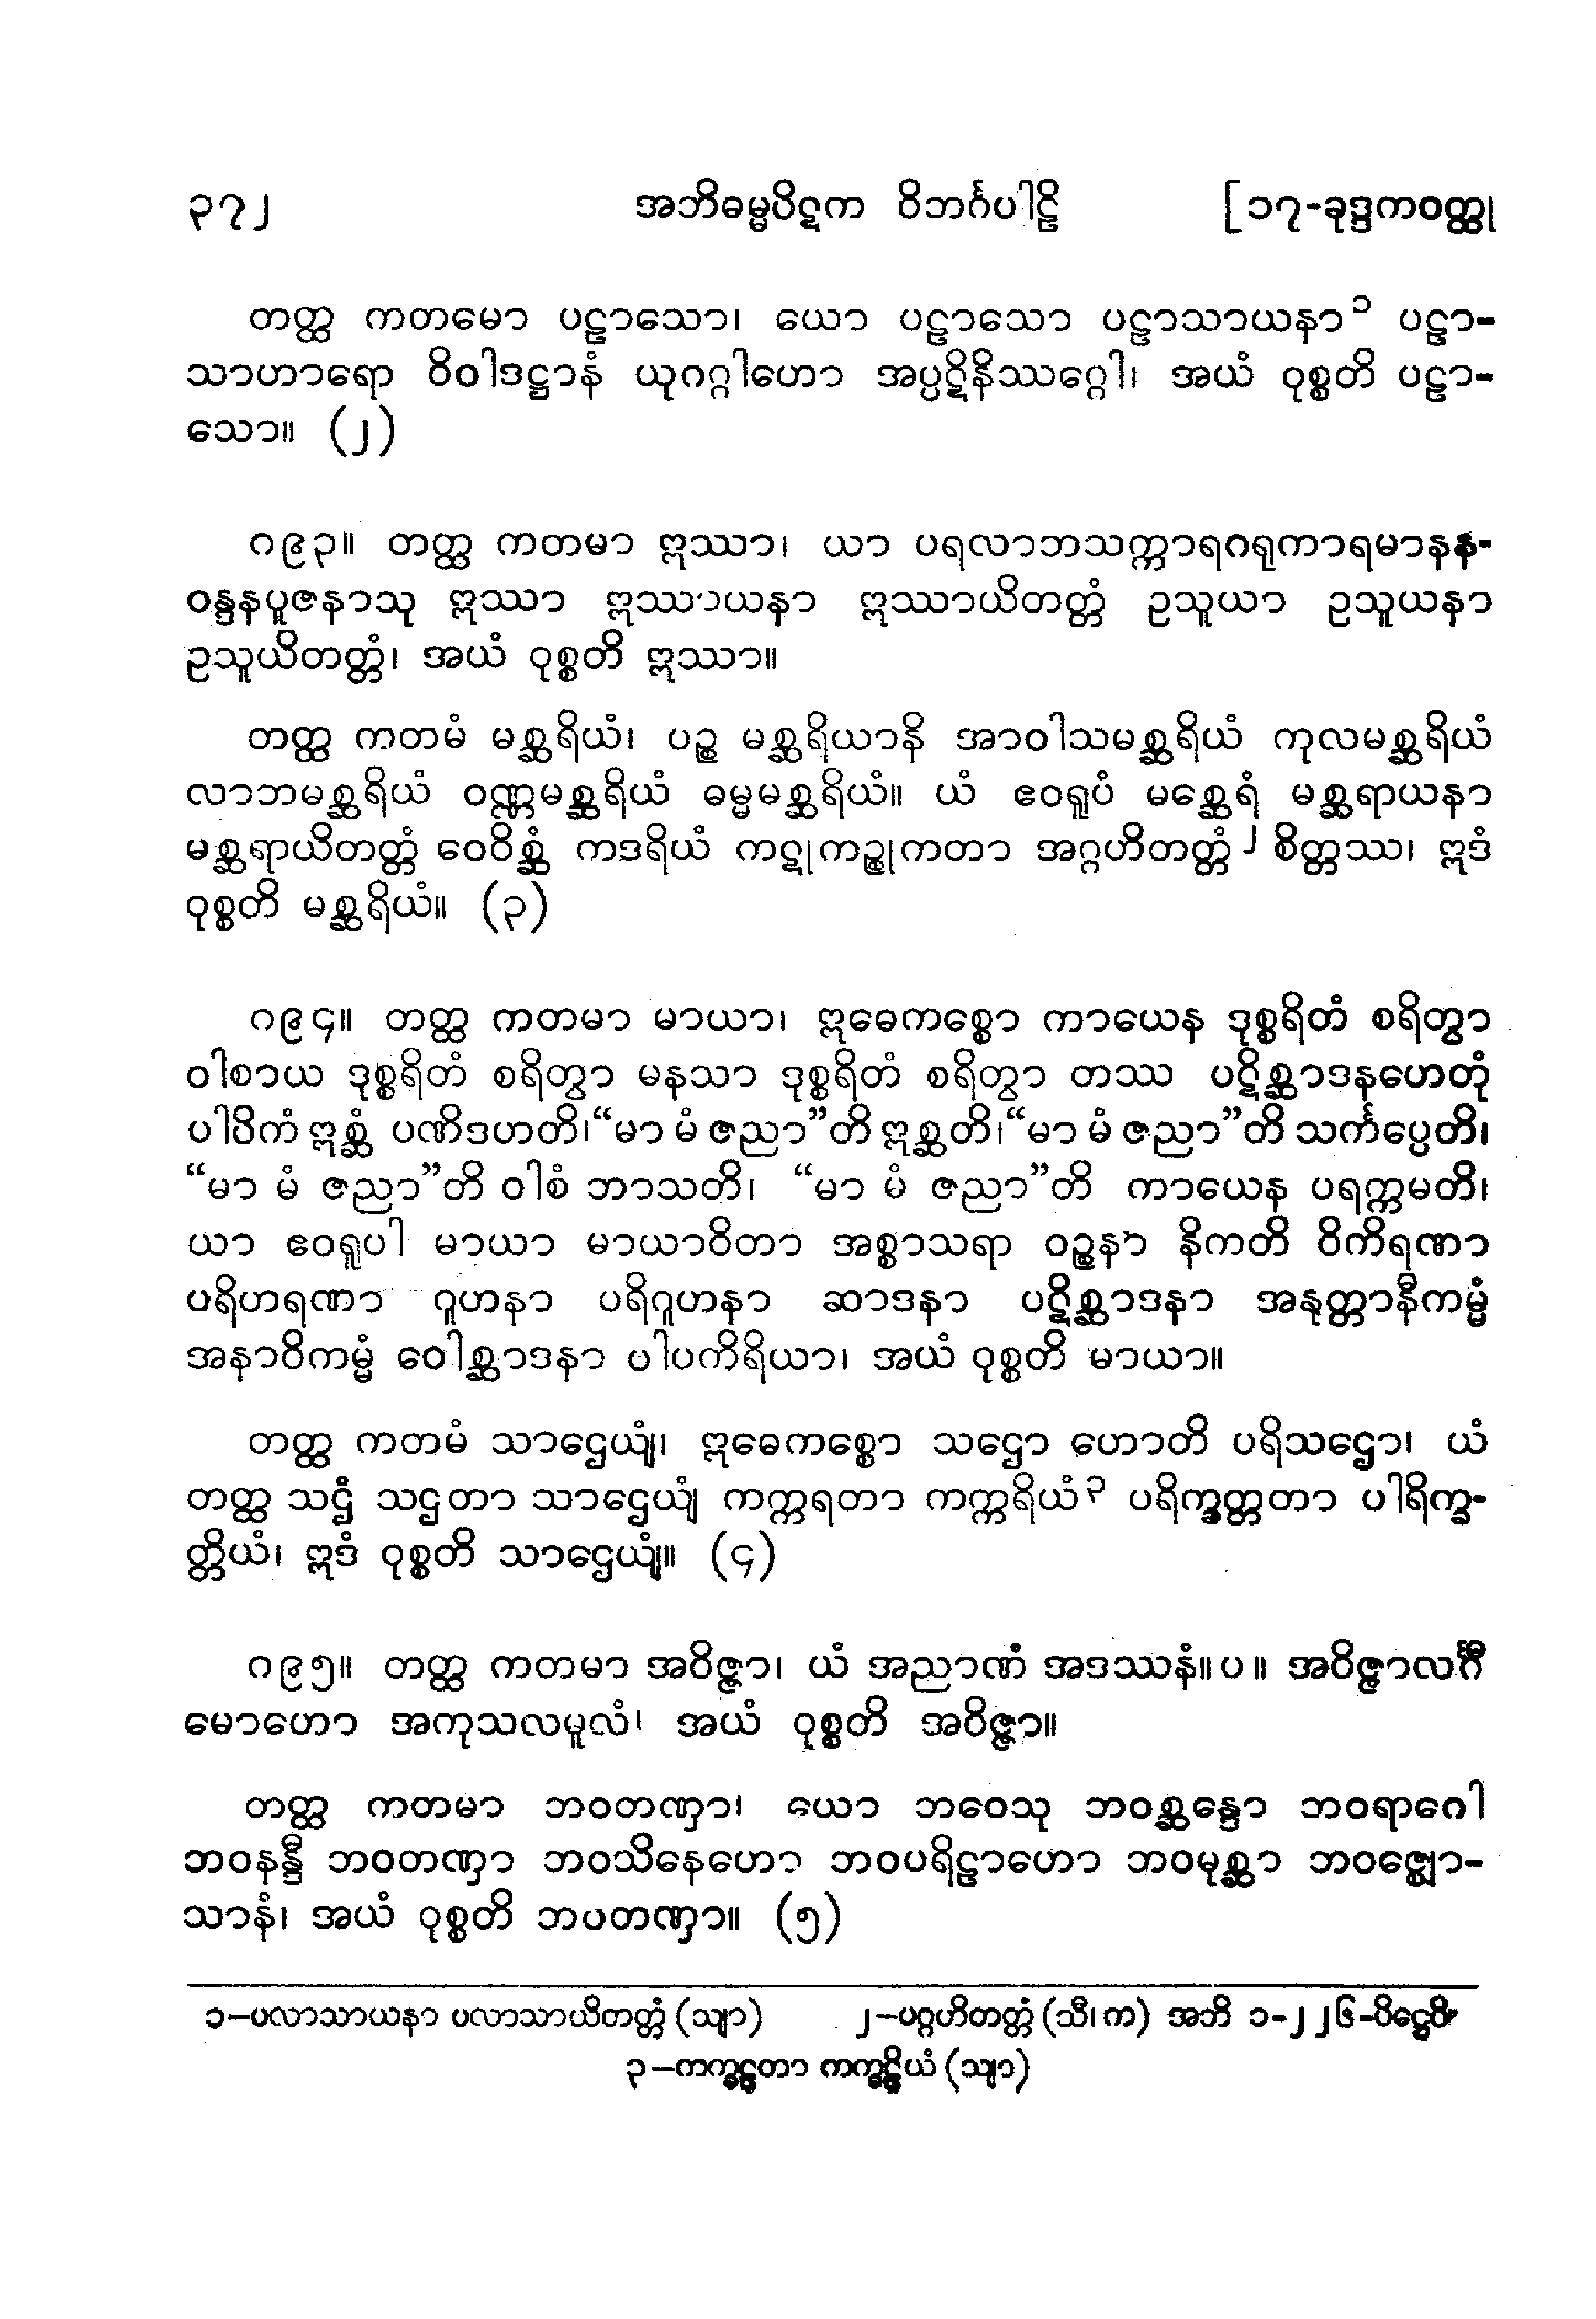 ၃၇၂ အဘိဓမ္မပိဋက ဝိဘင်္ဂပါဠိ [၁၇-ခုဒ္ဒကဝတ္ထု
တတ္ထ ကတမော ပဠာသော၊ ယော ပဠာသော ပဠာသာယနာ၁ ပဠာ-
သာဟာရော ဝိဝါဒဋ္ဌာနံ ယုဂဂ္ဂါဟော အပ္ပဋိနိဿဂ္ဂေါ၊ အယံ ဝုစ္စတိ ပဠာ-
သော။ (၂)
၈၉၃။ တတ္ထ ကတမာ ဣဿာ၊ ယာ ပရလာဘသက္ကာရဂရုကာရမာနန-
ဝန္ဒနပူဇနာသု ဣဿာ ဣဿာယနာ ဣဿာယိတတ္တံ ဥသူယာ ဥသူယနာ
ဥသူယိတတ္တံ၊ အယံ ဝုစ္စတိ ဣဿာ။
တတ္ထ ကတမံ မစ္ဆရိယံ၊ ပဉ္စ မစ္ဆရိယာနိ အာဝါသမစ္ဆရိယံ ကုလမစ္ဆရိယံ
လာဘမစ္ဆရိယံ ဝဏ္ဏမစ္ဆရိယံ ဓမ္မမစ္ဆရိယံ။ ယံ ဧဝရူပံ မစ္ဆေရံ မစ္ဆရာယနာ
မစ္ဆရာယိတတ္တံ ဝေဝိစ္ဆံ ကဒရိယံ ကဋုကဉ္စုကတာ အဂ္ဂဟိတတ္တံ၂ စိတ္တဿ၊ ဣဒံ
ဝုစ္စတိ မစ္ဆရိယံ။ (၃)
၈၉၄။ တတ္ထ ကတမာ မာယာ၊ ဣဓေကစ္စော ကာယေန ဒုစ္စရိတံ စရိတွာ
ဝါစာယ ဒုစ္စရိတံ စရိတွာ မနသာ ဒုစ္စရိတံ စရိတွာ တဿ ပဋိစ္ဆာဒနဟေတုံ
ပါပိကံ ဣစ္ဆံ ပဏိဒဟတိ၊ “မာ မံ ဇညာ”တိ ဣစ္ဆတိ၊ “မာ မံ ဇညာ”တိ သင်္ကပ္ပေတိ၊
“မာ မံ ဇညာ”တိ ဝါစံ ဘာသတိ၊ “မာ မံ ဇညာ”တိ ကာယေန ပရက္ကမတိ၊
ယာ ဧဝရူပါ မာယာ မာယာဝိတာ အစ္စာသရာ ဝဉ္စနာ နိကတိ ဝိကိရဏာ
ပရိဟရဏာ ဂူဟနာ ပရိဂူဟနာ ဆာဒနာ ပဋိစ္ဆာဒနာ အနုတ္တာနီကမ္မံ
အနာဝိကမ္မံ ဝေါစ္ဆာဒနာ ပါပကိရိယာ၊ အယံ ဝုစ္စတိ မာယာ။
တတ္ထ ကတမံ သာဌေယျံ၊ ဣဓေကစ္စော သဌော ဟောတိ ပရိသဌော၊ ယံ
တတ္ထ သဌံ သဌတာ သာဌေယျံ ကက္ကရတာ ကက္ကရိယံ၃ ပရိက္ခတ္တတာ ပါရိက္ခ-
တ္တိယံ၊ ဣဒံ ဝုစ္စတိ သာဌေယျံ။ (၄)
၈၉၅။ တတ္ထ ကတမာ အဝိဇ္ဇာ၊ ယံ အညာဏံ အဒဿနံ။ပ။ အဝိဇ္ဇာလင်္ဂီ
မောဟော အကုသလမူလံ၊ အယံ ဝုစ္စတိ အဝိဇ္ဇာ။
တတ္ထ ကတမာ ဘဝတဏှာ၊ ယော ဘဝေသု ဘဝစ္ဆန္ဒော ဘဝရာဂေါ
ဘဝနန္ဒီ ဘဝတဏှာ ဘဝသိနေဟော ဘဝပရိဠာဟော ဘဝမုစ္ဆာ ဘဝဇ္ဈော-
သာနံ၊ အယံ ဝုစ္စတိ ဘပတဏှာ။ (၅)
၁–ပလာသာယနာ ပလာသာယိတတ္တံ (သျာ) ၂–ပဂ္ဂဟိတတ္တံ (သီ၊ က) အဘိ ၁-၂၂၆-ပိဋ္ဌေပိ၊
၃–ကက္ခဋ္ဋတာ ကက္ခဋ္ဋိယံ (သျာ)